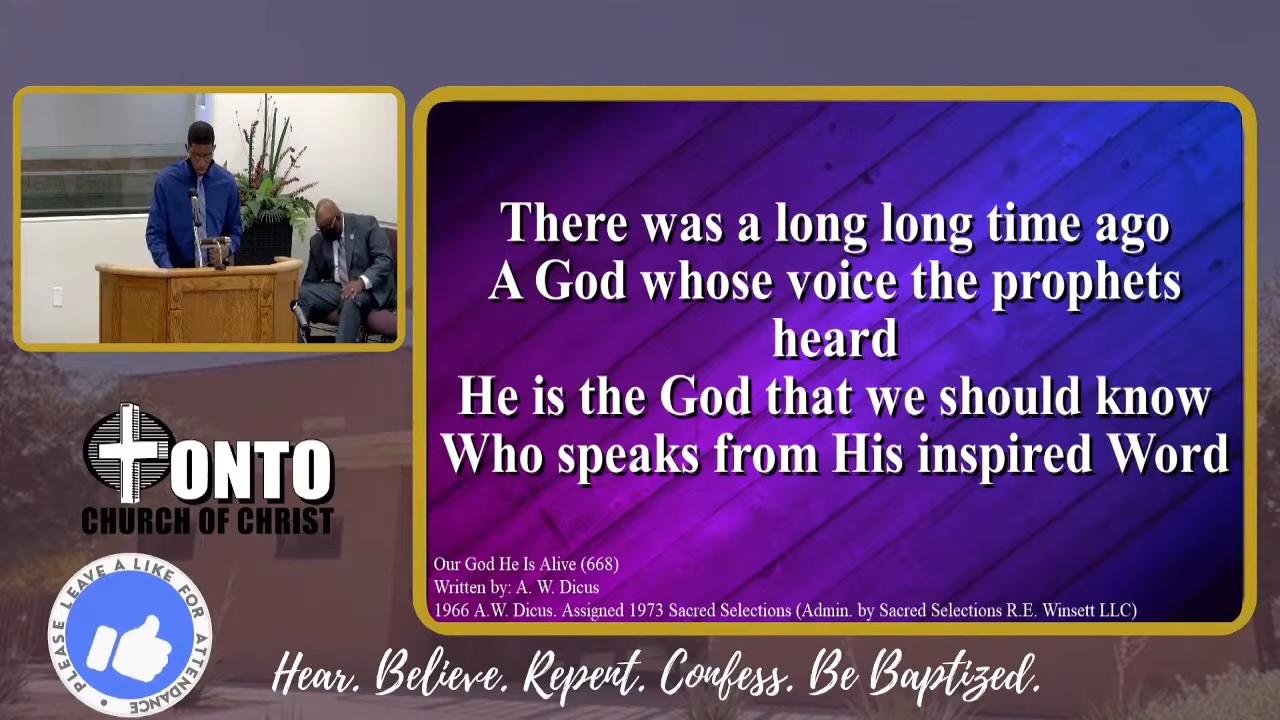 There was a long long time ago
A God whose voice the prophets
heard
He is the God that we should know
Who speaks from His inspired Word
Our God He Is Alive (668)
Written by: A. W. Dicus
1966 A.W. Dicus. Assigned 1973 Sacred Selections (Admin. by Sacred Selections R.E. Winsett LLC)
TONTO
CHURCH OF CHRIST
PLEASE LEAVE A LIKE FOR ATTENDANCE
Hear. Believe. Repent. Confess. Be Baptized.